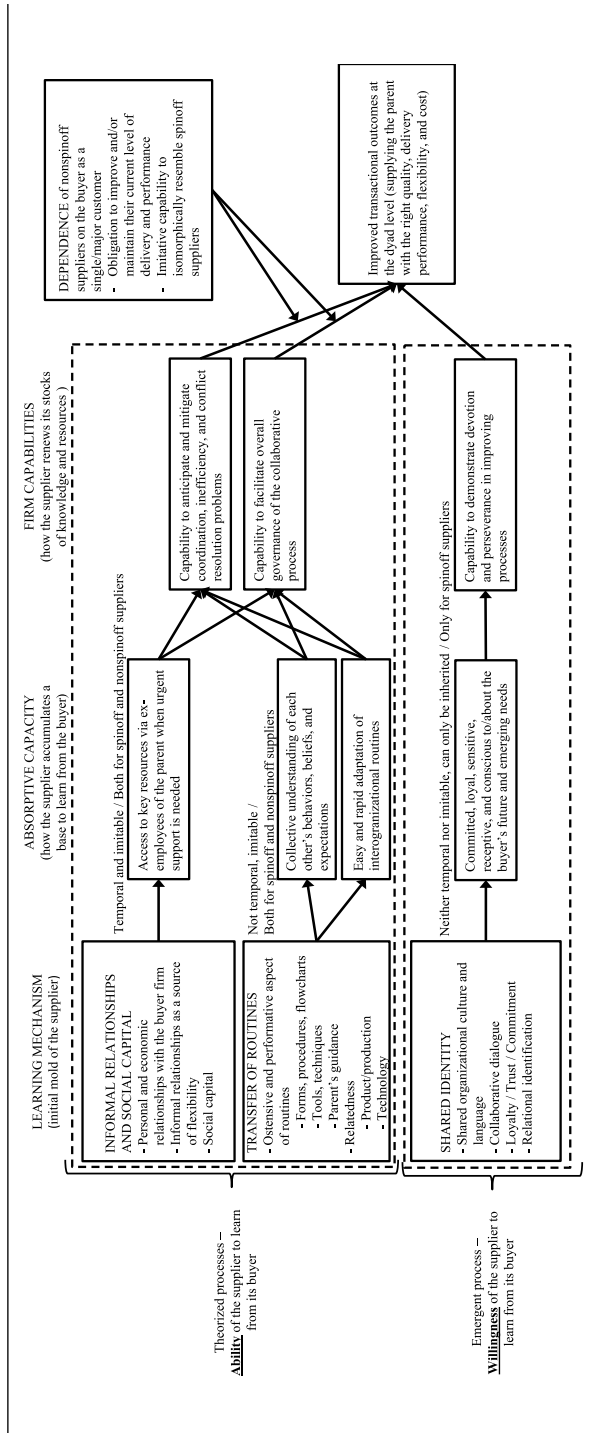 LEARNING MECHANISM
(initial mold of the supplier)
ABSORPTIVE CAPACITY
(how the supplier accumulates a
base to learn from the buyer)
FIRM CAPABILITIES
(how the supplier renews its stocks
of knowledge and resources )
Theorized processes –
Ability of the supplier to learn
from its buyer
INFORMAL RELATIONSHIPS
AND SOCIAL CAPITAL
- Personal and economic
relationships with the buyer firm
- Informal relationships as a source
of flexibility
- Social capital
Temporal and imitable / Both for spinoff and nonspinoff suppliers
Access to key resources via ex-
employees of the parent when urgent
support is needed
Capability to anticipate and mitigate
coordination, inefficiency, and conflict
resolution problems
TRANSFER OF ROUTINES
- Ostensive and performative aspect
of routines
- Forms, procedures, flowcharts
- Tools, techniques
- Parent's guidance
- Relatedness
- Product/production
- Technology
Not temporal, imitable /
Both for spinoff and nonspinoff suppliers
Collective understanding of each
other's behaviors, beliefs, and
expectations
Easy and rapid adaptation of
interogranizational routines
Capability to facilitate overall
governance of the collaborative
process
DEPENDENCE of nonspinoff
suppliers on the buyer as a
single/major customer
- Obligation to improve and/or
maintain their current level of
delivery and performance
- Imitative capability to
isomorphically resemble spinoff
suppliers
Improved transactional outcomes at
the dyad level (supplying the parent
with the right quality, delivery
performance, flexibility, and cost)
Emergent process –
Willingness of the supplier to
learn from its buyer
SHARED IDENTITY
- Shared organizational culture and
language
- Collaborative dialogue
- Loyalty / Trust / Commitment
- Relational identification
Neither temporal nor imitable, can only be inherited / Only for spinoff suppliers
Committed, loyal, sensitive,
receptive, and conscious to/about the
buyer's future and emerging needs
Capability to demonstrate devotion
and perseverance in improving
processes